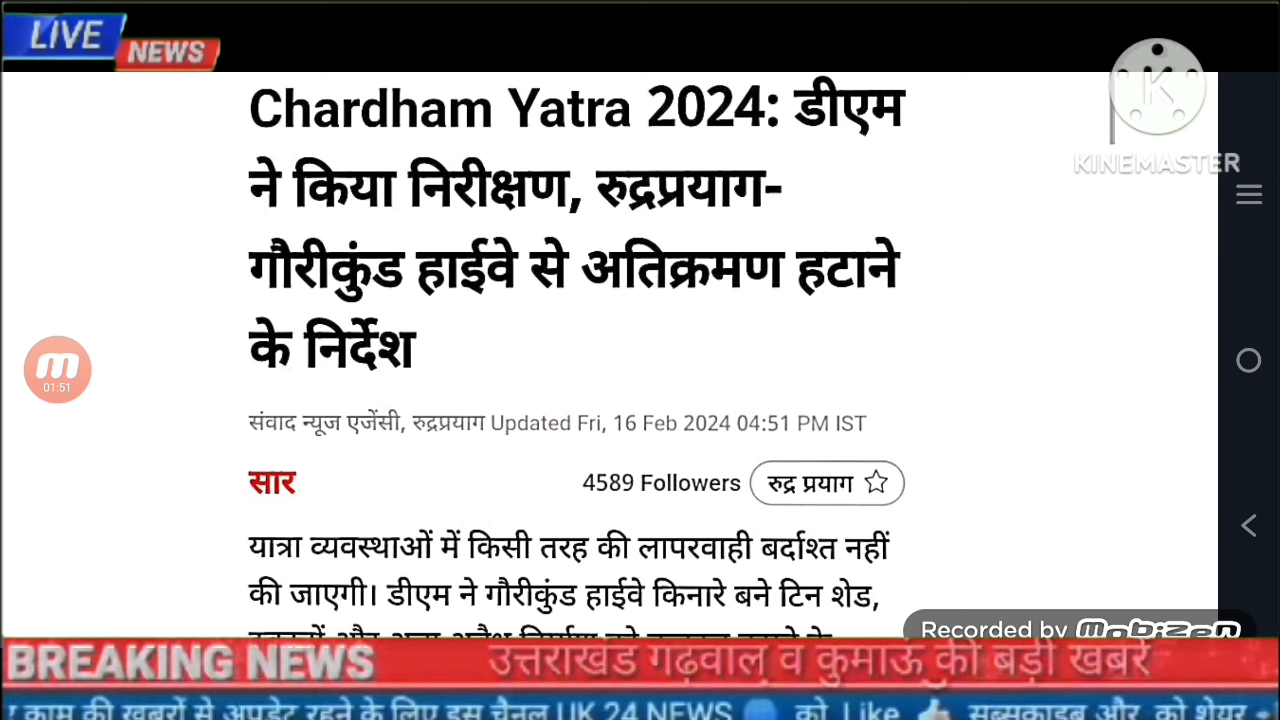 LIVE
NEWS
KINEMASTER
Chardham Yatra 2024: डीएम
ने किया निरीक्षण, रुद्रप्रयाग-
गौरीकुंड हाईवे से अतिक्रमण हटाने
के निर्देश
01:51
संवाद न्यूज एजेंसी, रुद्रप्रयाग Updated Fri, 16 Feb 2024 04:51 PM IST
सार
4589 Followers
रुद्र प्रयाग
यात्रा व्यवस्थाओं में किसी तरह की लापरवाही बर्दाश्त नहीं
की जाएगी। डीएम ने गौरीकुंड हाईवे किनारे बने टिन शेड,
Recorded by mobizen
BREAKING NEWS
उत्तराखंड गढ़वाल व कुमाऊं की बड़ी खबरें
काम की खबरों से अपडेट रहने के लिए इस चैनल UK 24 NEWS को Like सब्सक्राइब और को शेयर